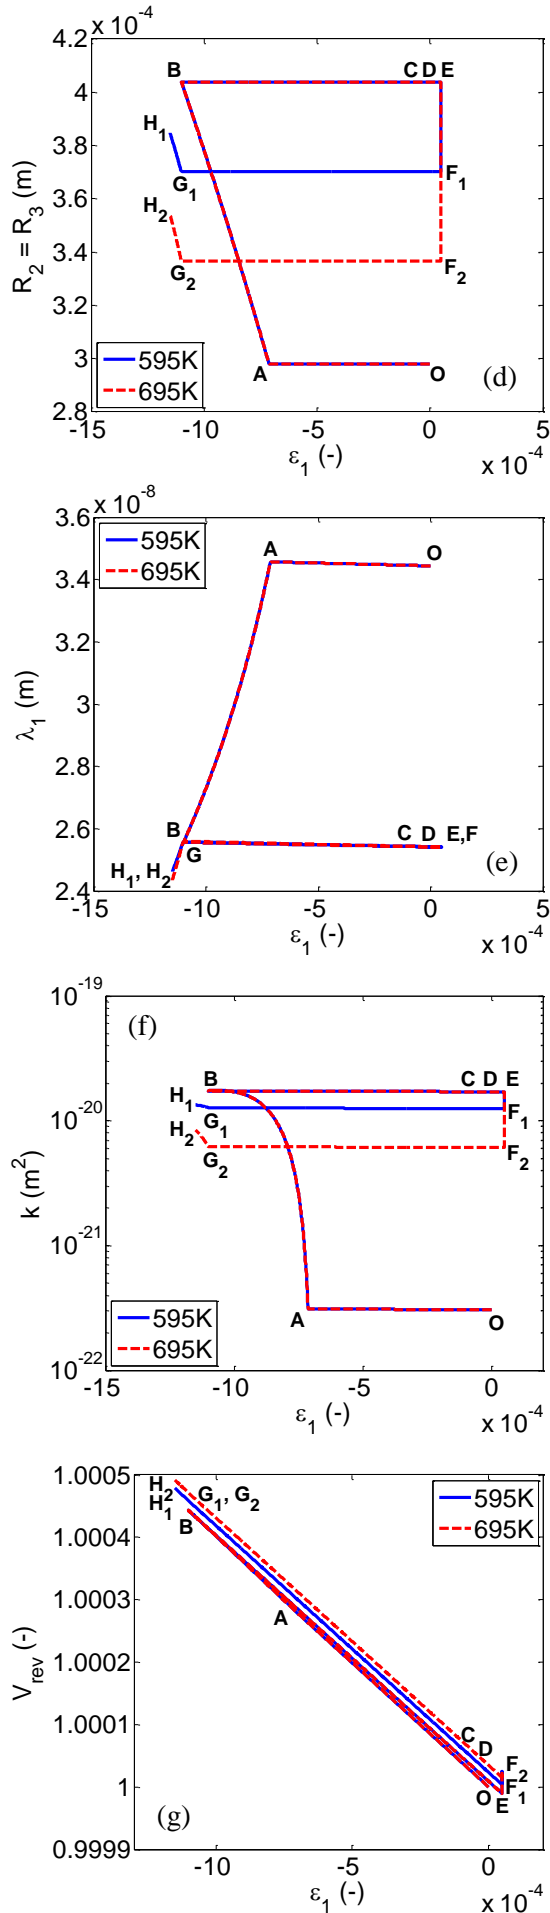 x 10⁻⁴
4.2
4
3.8
3.6
3.4
3.2
3
2.8
R₂ = R₃ (m)
B
C D E
H₁
G₁
F₁
H₂
G₂
F₂
A
O
595K
695K
(d)
-15
-10
-5
0
5
ε₁ (-)
x 10⁻⁴
x 10⁻⁸
3.6
3.4
3.2
3
2.8
2.6
2.4
λ₁ (m)
595K
695K
A
O
B
G
C D E,F
H₁, H₂
(e)
-15
-10
-5
0
5
ε₁ (-)
x 10⁻⁴
10⁻¹⁹
10⁻²⁰
10⁻²¹
10⁻²²
k (m²)
(f)
B
C D E
H₁
G₁
F₁
H₂
G₂
F₂
A
O
595K
695K
-15
-10
-5
0
ε₁ (-)
x 10⁻⁴
1.0005
1.0004
1.0003
1.0002
1.0001
1
0.9999
V_rev (-)
H₂
H₁
G₁, G₂
B
A
C
D
F₂
F₁
O
E
595K
695K
(g)
-10
-5
0
ε₁ (-)
x 10⁻⁴